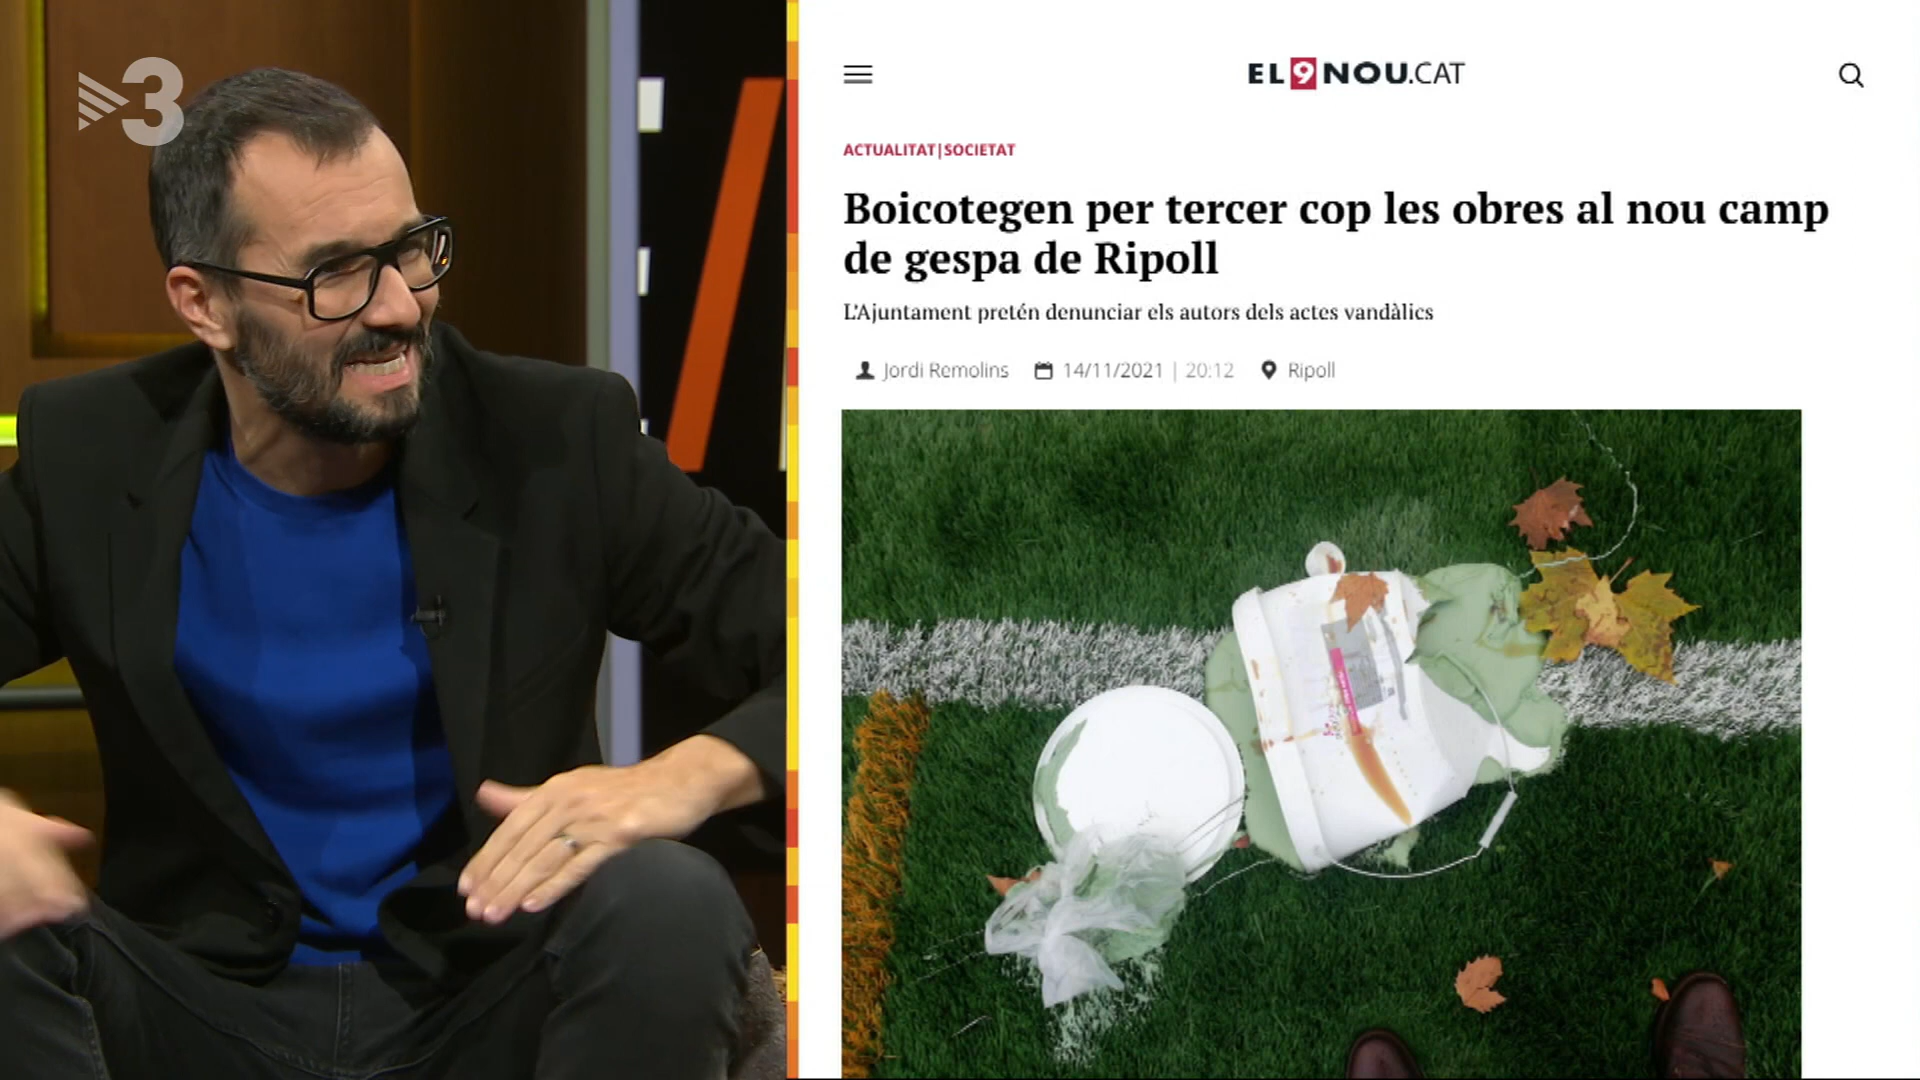 3
EL9NOU.CAT
ACTUALITAT|SOCIETAT
Boicotegen per tercer cop les obres al nou camp
de gespa de Ripoll
L'Ajuntament pretén denunciar els autors dels actes vandàlics
Jordi Remolins 14/11/2021 | 20:12 Ripoll